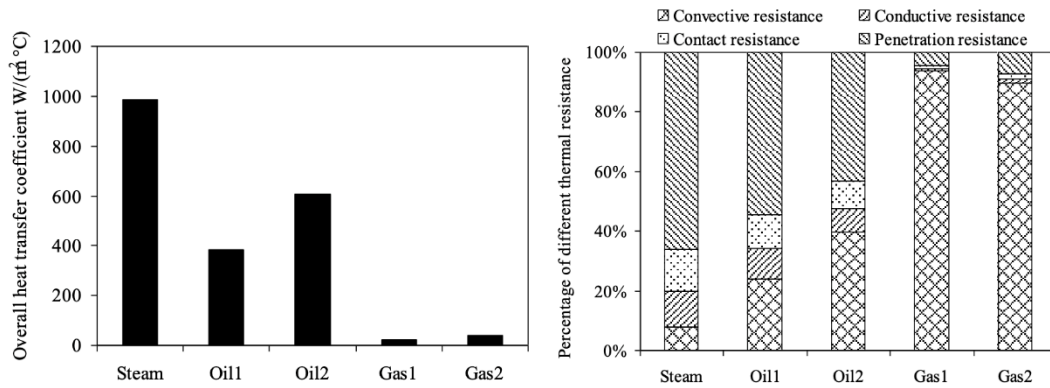 Overall heat transfer coefficient W/(m² °C)
1200
1000
800
600
400
200
0
Steam Oil1 Oil2 Gas1 Gas2
Convective resistance Conductive resistance
Contact resistance Penetration resistance
Percentage of different thermal resistance
100%
80%
60%
40%
20%
0%
Steam Oil1 Oil2 Gas1 Gas2